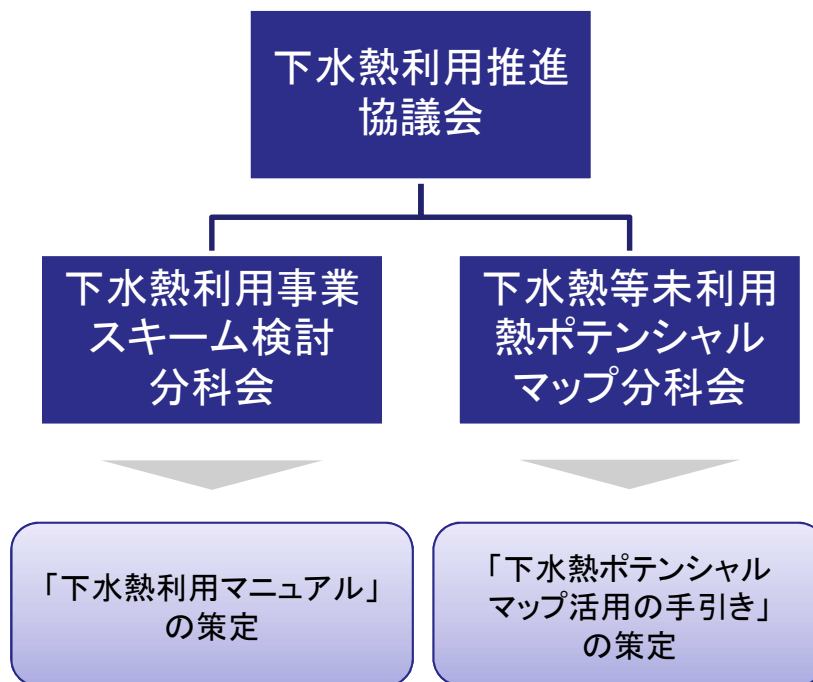 下水熱利用推進
協議会
下水熱利用事業
スキーム検討
分科会
下水熱等未利用
熱ポテンシャル
マップ分科会
「下水熱利用マニュアル」
の策定
「下水熱ポテンシャル
マップ活用の手引き」
の策定